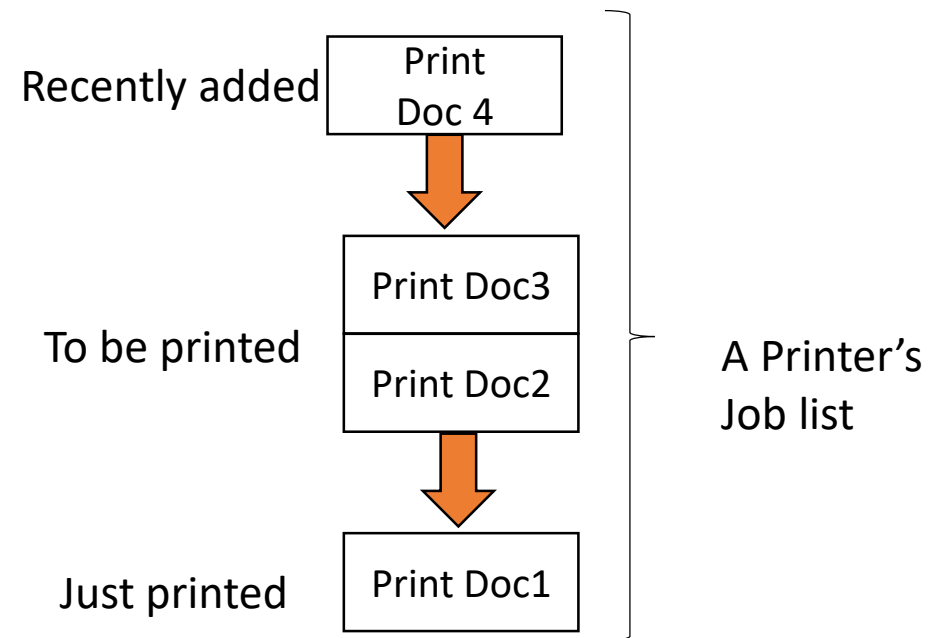 Recently added
Print
Doc 4
To be printed
Print Doc3
Print Doc2
A Printer’s
Job list
Just printed
Print Doc1